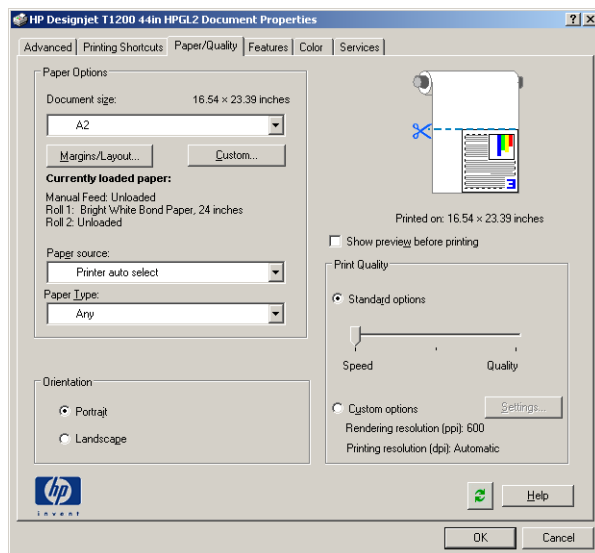 HP Designjet T1200 44in HPGL2 Document Properties
Advanced Printing Shortcuts Paper/Quality Features Color Services
Paper Options
Document size: 16.54 × 23.39 inches
A2
Margins/Layout... Custom...
Currently loaded paper:
Manual Feed: Unloaded
Roll 1: Bright White Bond Paper, 24 inches
Roll 2: Unloaded
Paper source:
Printer auto select
Paper Type:
Any
Orientation
Portrait
Landscape
3
Printed on: 16.54 × 23.39 inches
Show preview before printing
Print Quality
Standard options
Speed Quality
Custom options Settings...
Rendering resolution (ppi): 600
Printing resolution (dpi): Automatic
hp
invent
Help
OK Cancel